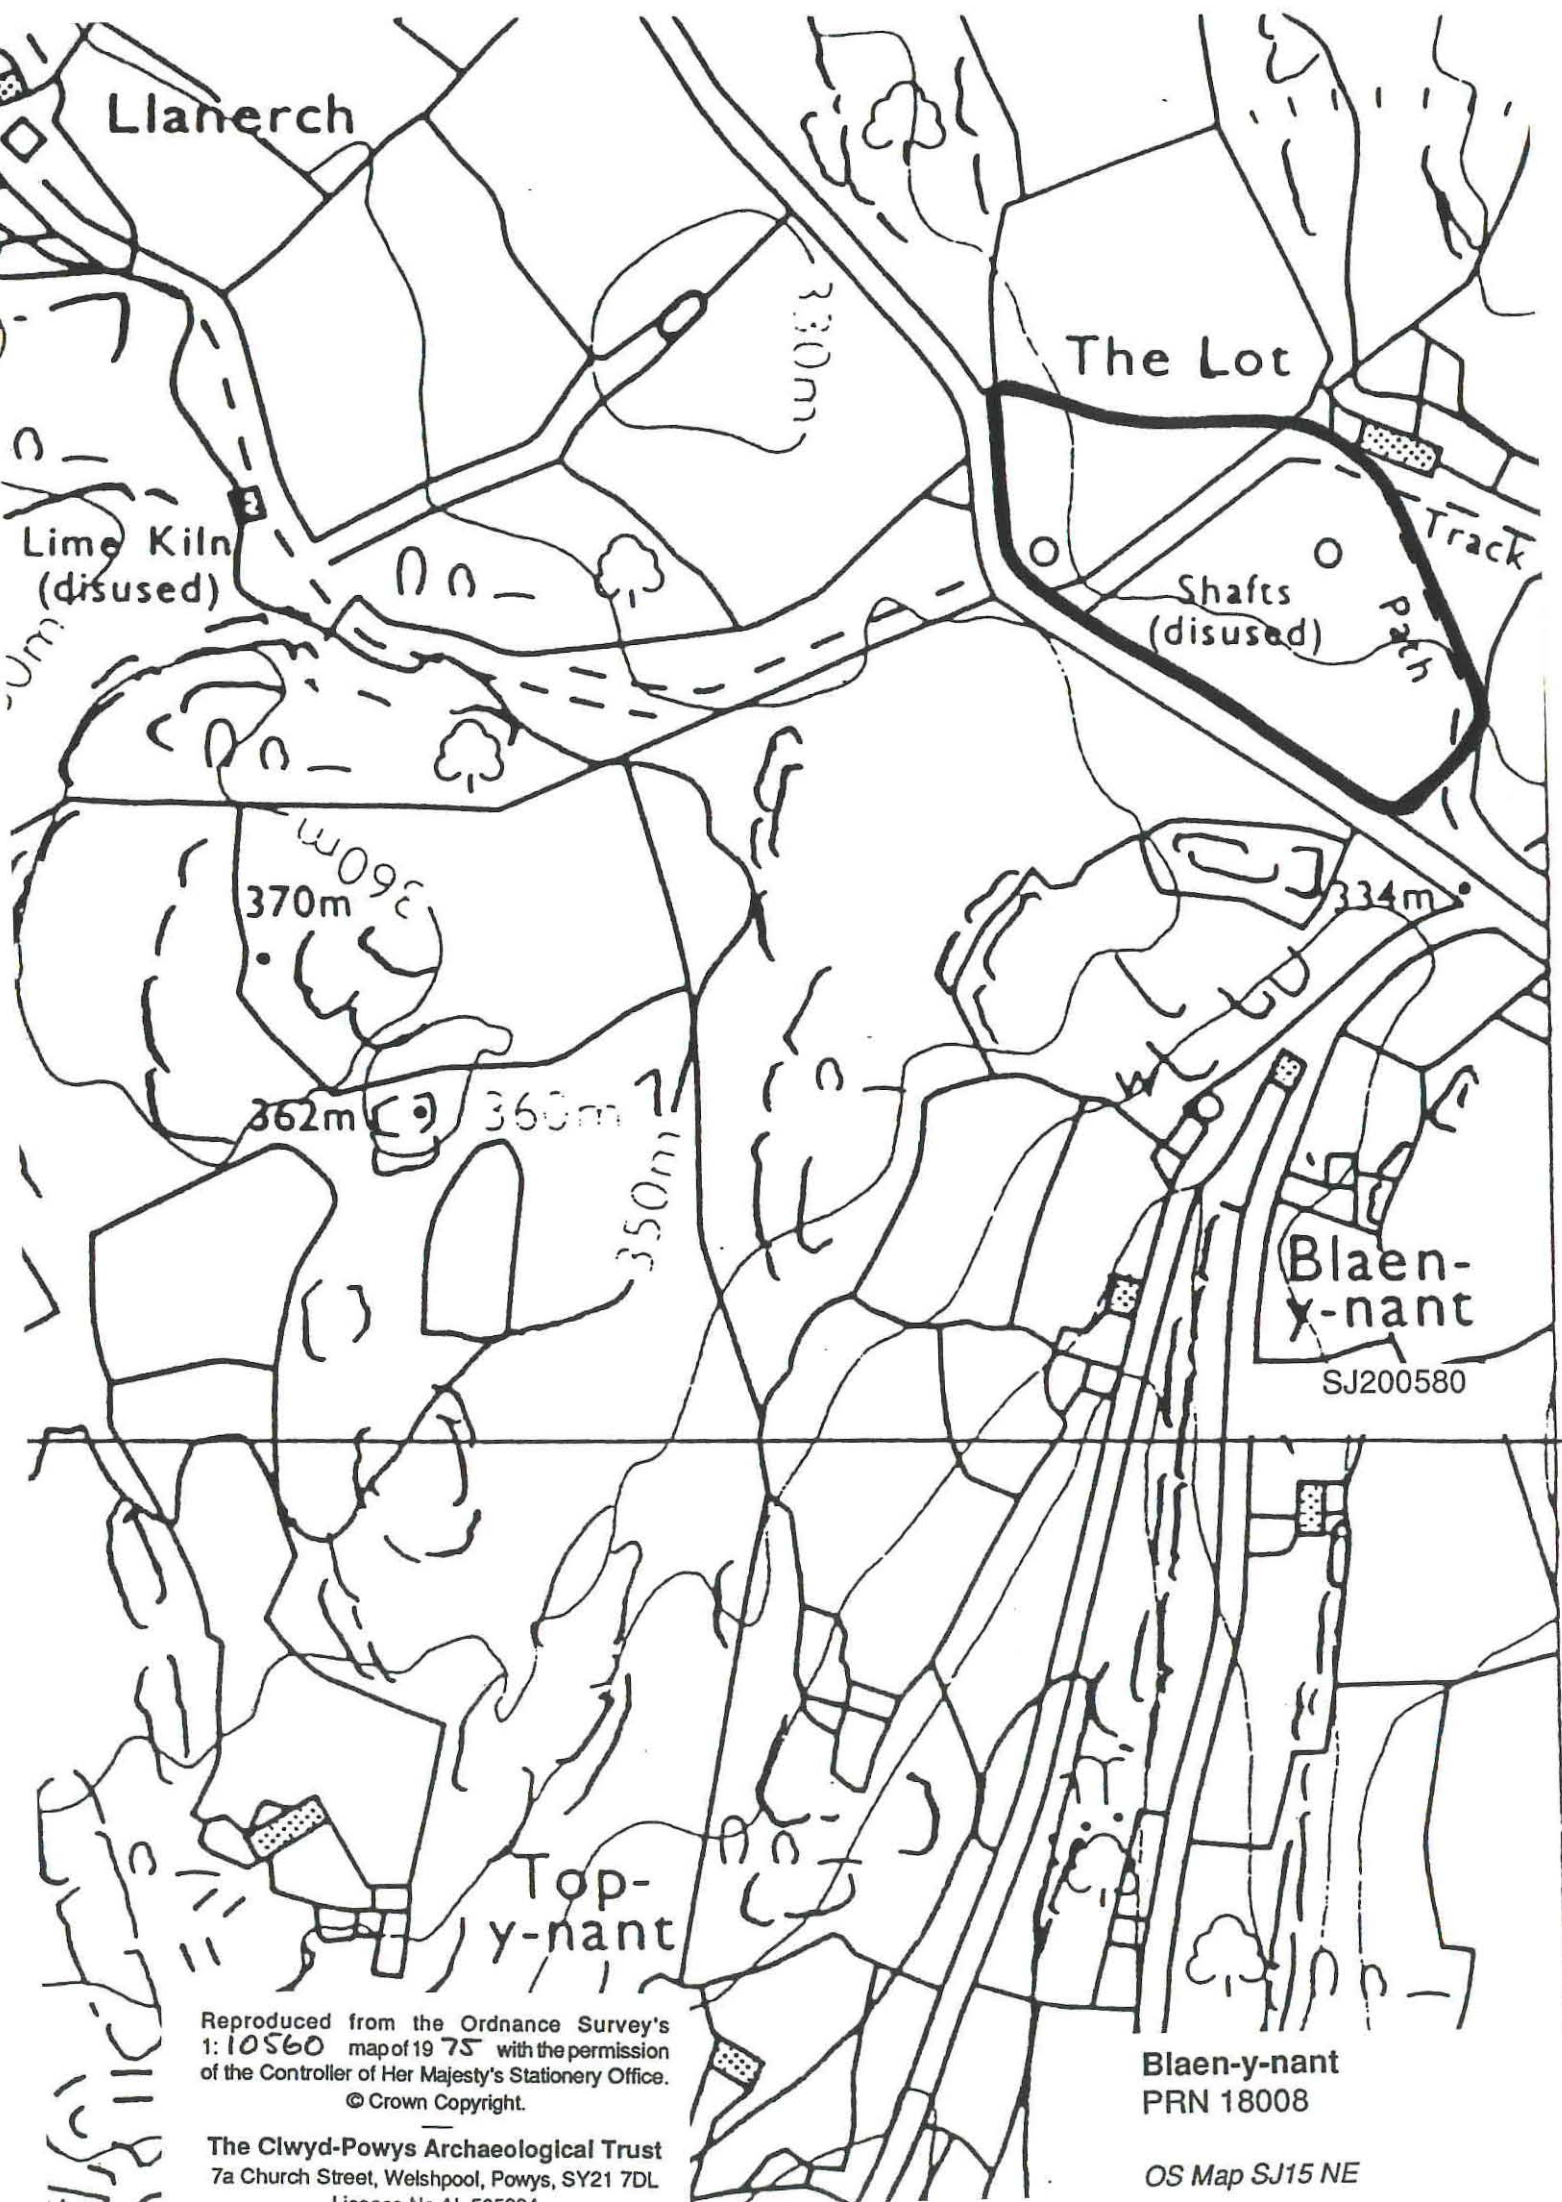 Llanerch
330m
The Lot
Track
Lime Kiln
(disused)
Shafts
(disused)
Path
360m
370m
334m
362m
360m
350m
Blaen-
y-nant
SJ200580
Top-
y-nant
Reproduced from the Ordnance Survey's
1: 10560 map of 19 75 with the permission
of the Controller of Her Majesty's Stationery Office.
© Crown Copyright.
The Clwyd-Powys Archaeological Trust
7a Church Street, Welshpool, Powys, SY21 7DL
Blaen-y-nant
PRN 18008
OS Map SJ15 NE